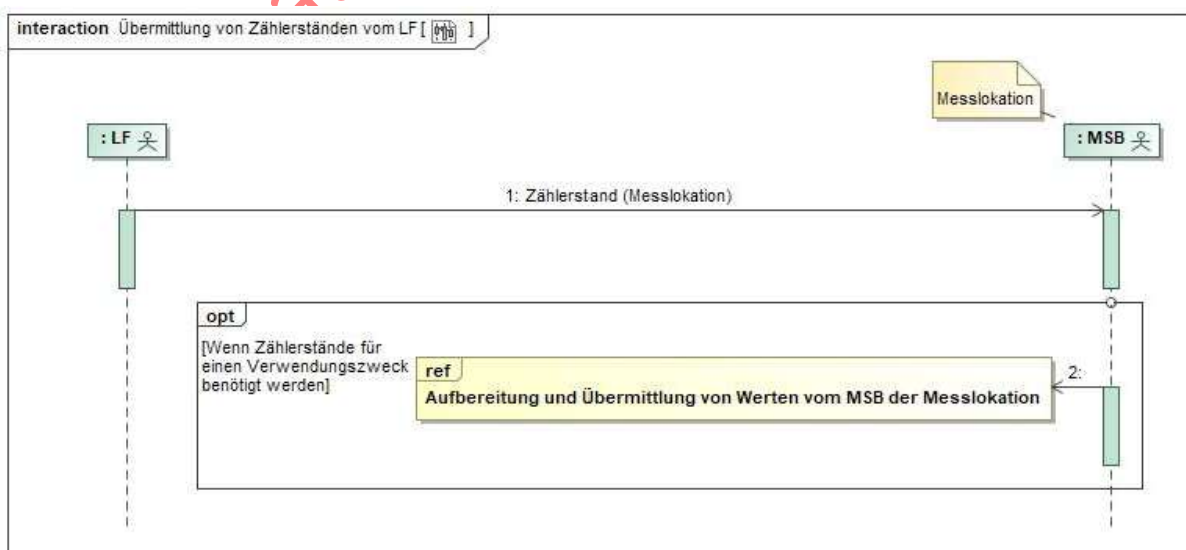 interaction Übermittlung von Zählerständen vom LF [ ]
Messlokation
: LF
: MSB
1: Zählerstand (Messlokation)
opt
[Wenn Zählerstände für
einen Verwendungszweck
benötigt werden]
ref
2:
Aufbereitung und Übermittlung von Werten vom MSB der Messlokation